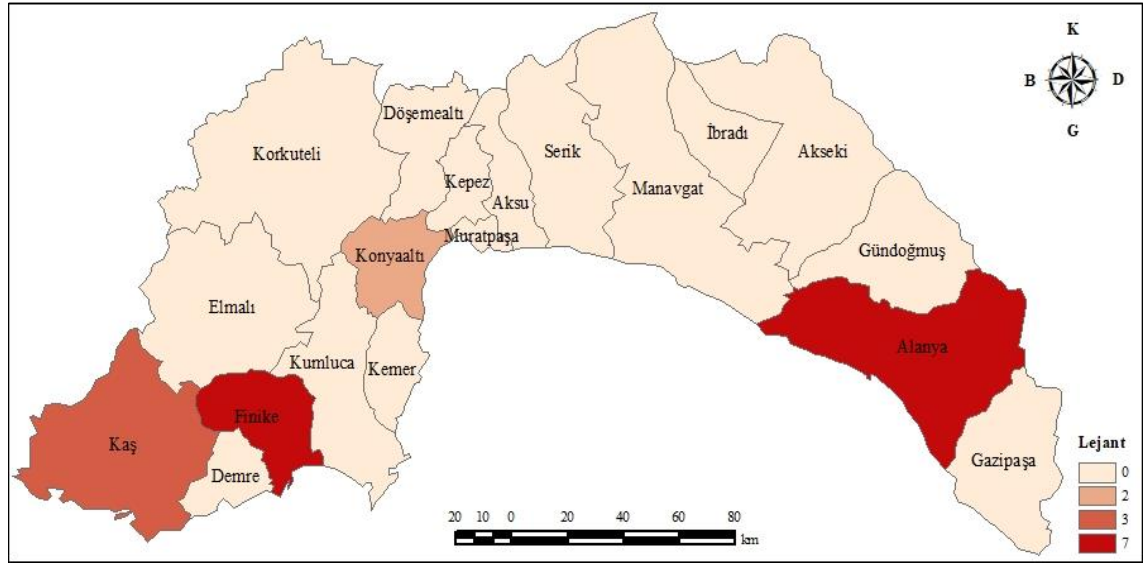 K
B D
G
Döşemealtı
Korkuteli
Kepez
Aksu
Serik
Manavgat
İbradı
Akseki
Muratpaşa
Konyaaltı
Gündoğmuş
Elmalı
Kumluca
Kemer
Alanya
Finike
Kaş
Demre
Gazipaşa
Lejant
0
2
3
7
20 10 0 20 40 60 80
km